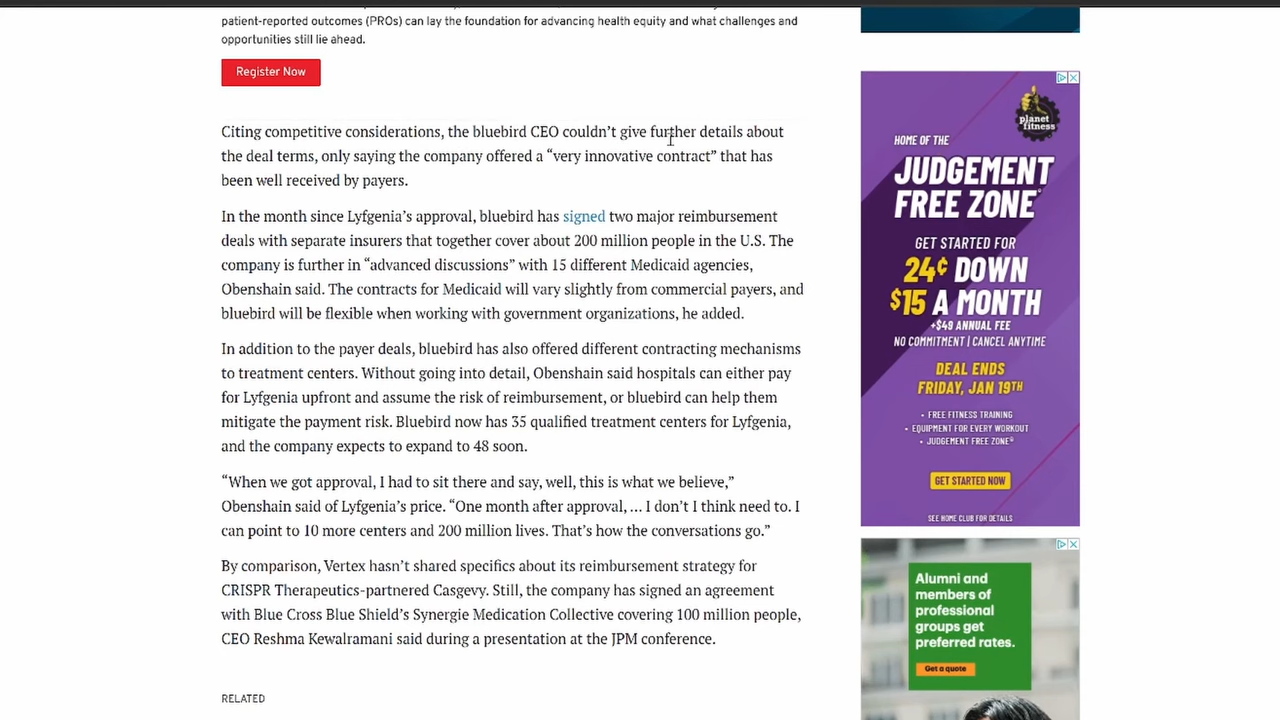 patient-reported outcomes (PROs) can lay the foundation for advancing health equity and what challenges and
opportunities still lie ahead.
Register Now
Citing competitive considerations, the bluebird CEO couldn’t give further details about
the deal terms, only saying the company offered a “very innovative contract” that has
been well received by payers.
In the month since Lyfgenia’s approval, bluebird has signed two major reimbursement
deals with separate insurers that together cover about 200 million people in the U.S. The
company is further in “advanced discussions” with 15 different Medicaid agencies,
Obenshain said. The contracts for Medicaid will vary slightly from commercial payers, and
bluebird will be flexible when working with government organizations, he added.
In addition to the payer deals, bluebird has also offered different contracting mechanisms
to treatment centers. Without going into detail, Obenshain said hospitals can either pay
for Lyfgenia upfront and assume the risk of reimbursement, or bluebird can help them
mitigate the payment risk. Bluebird now has 35 qualified treatment centers for Lyfgenia,
and the company expects to expand to 48 soon.
“When we got approval, I had to sit there and say, well, this is what we believe,”
Obenshain said of Lyfgenia’s price. “One month after approval, … I don’t I think need to. I
can point to 10 more centers and 200 million lives. That’s how the conversations go.”
By comparison, Vertex hasn’t shared specifics about its reimbursement strategy for
CRISPR Therapeutics-partnered Casgevy. Still, the company has signed an agreement
with Blue Cross Blue Shield’s Synergie Medication Collective covering 100 million people,
CEO Reshma Kewalramani said during a presentation at the JPM conference.
RELATED
planet
fitness
HOME OF THE
JUDGEMENT
FREE ZONE®
GET STARTED FOR
24¢ DOWN
$15 A MONTH
+$49 ANNUAL FEE
NO COMMITMENT | CANCEL ANYTIME
DEAL ENDS
FRIDAY, JAN 19TH
• FREE FITNESS TRAINING
• EQUIPMENT FOR EVERY WORKOUT
• JUDGEMENT FREE ZONE®
GET STARTED NOW
SEE HOME CLUB FOR DETAILS
Alumni and
members of
professional
groups get
preferred rates.
Get a quote